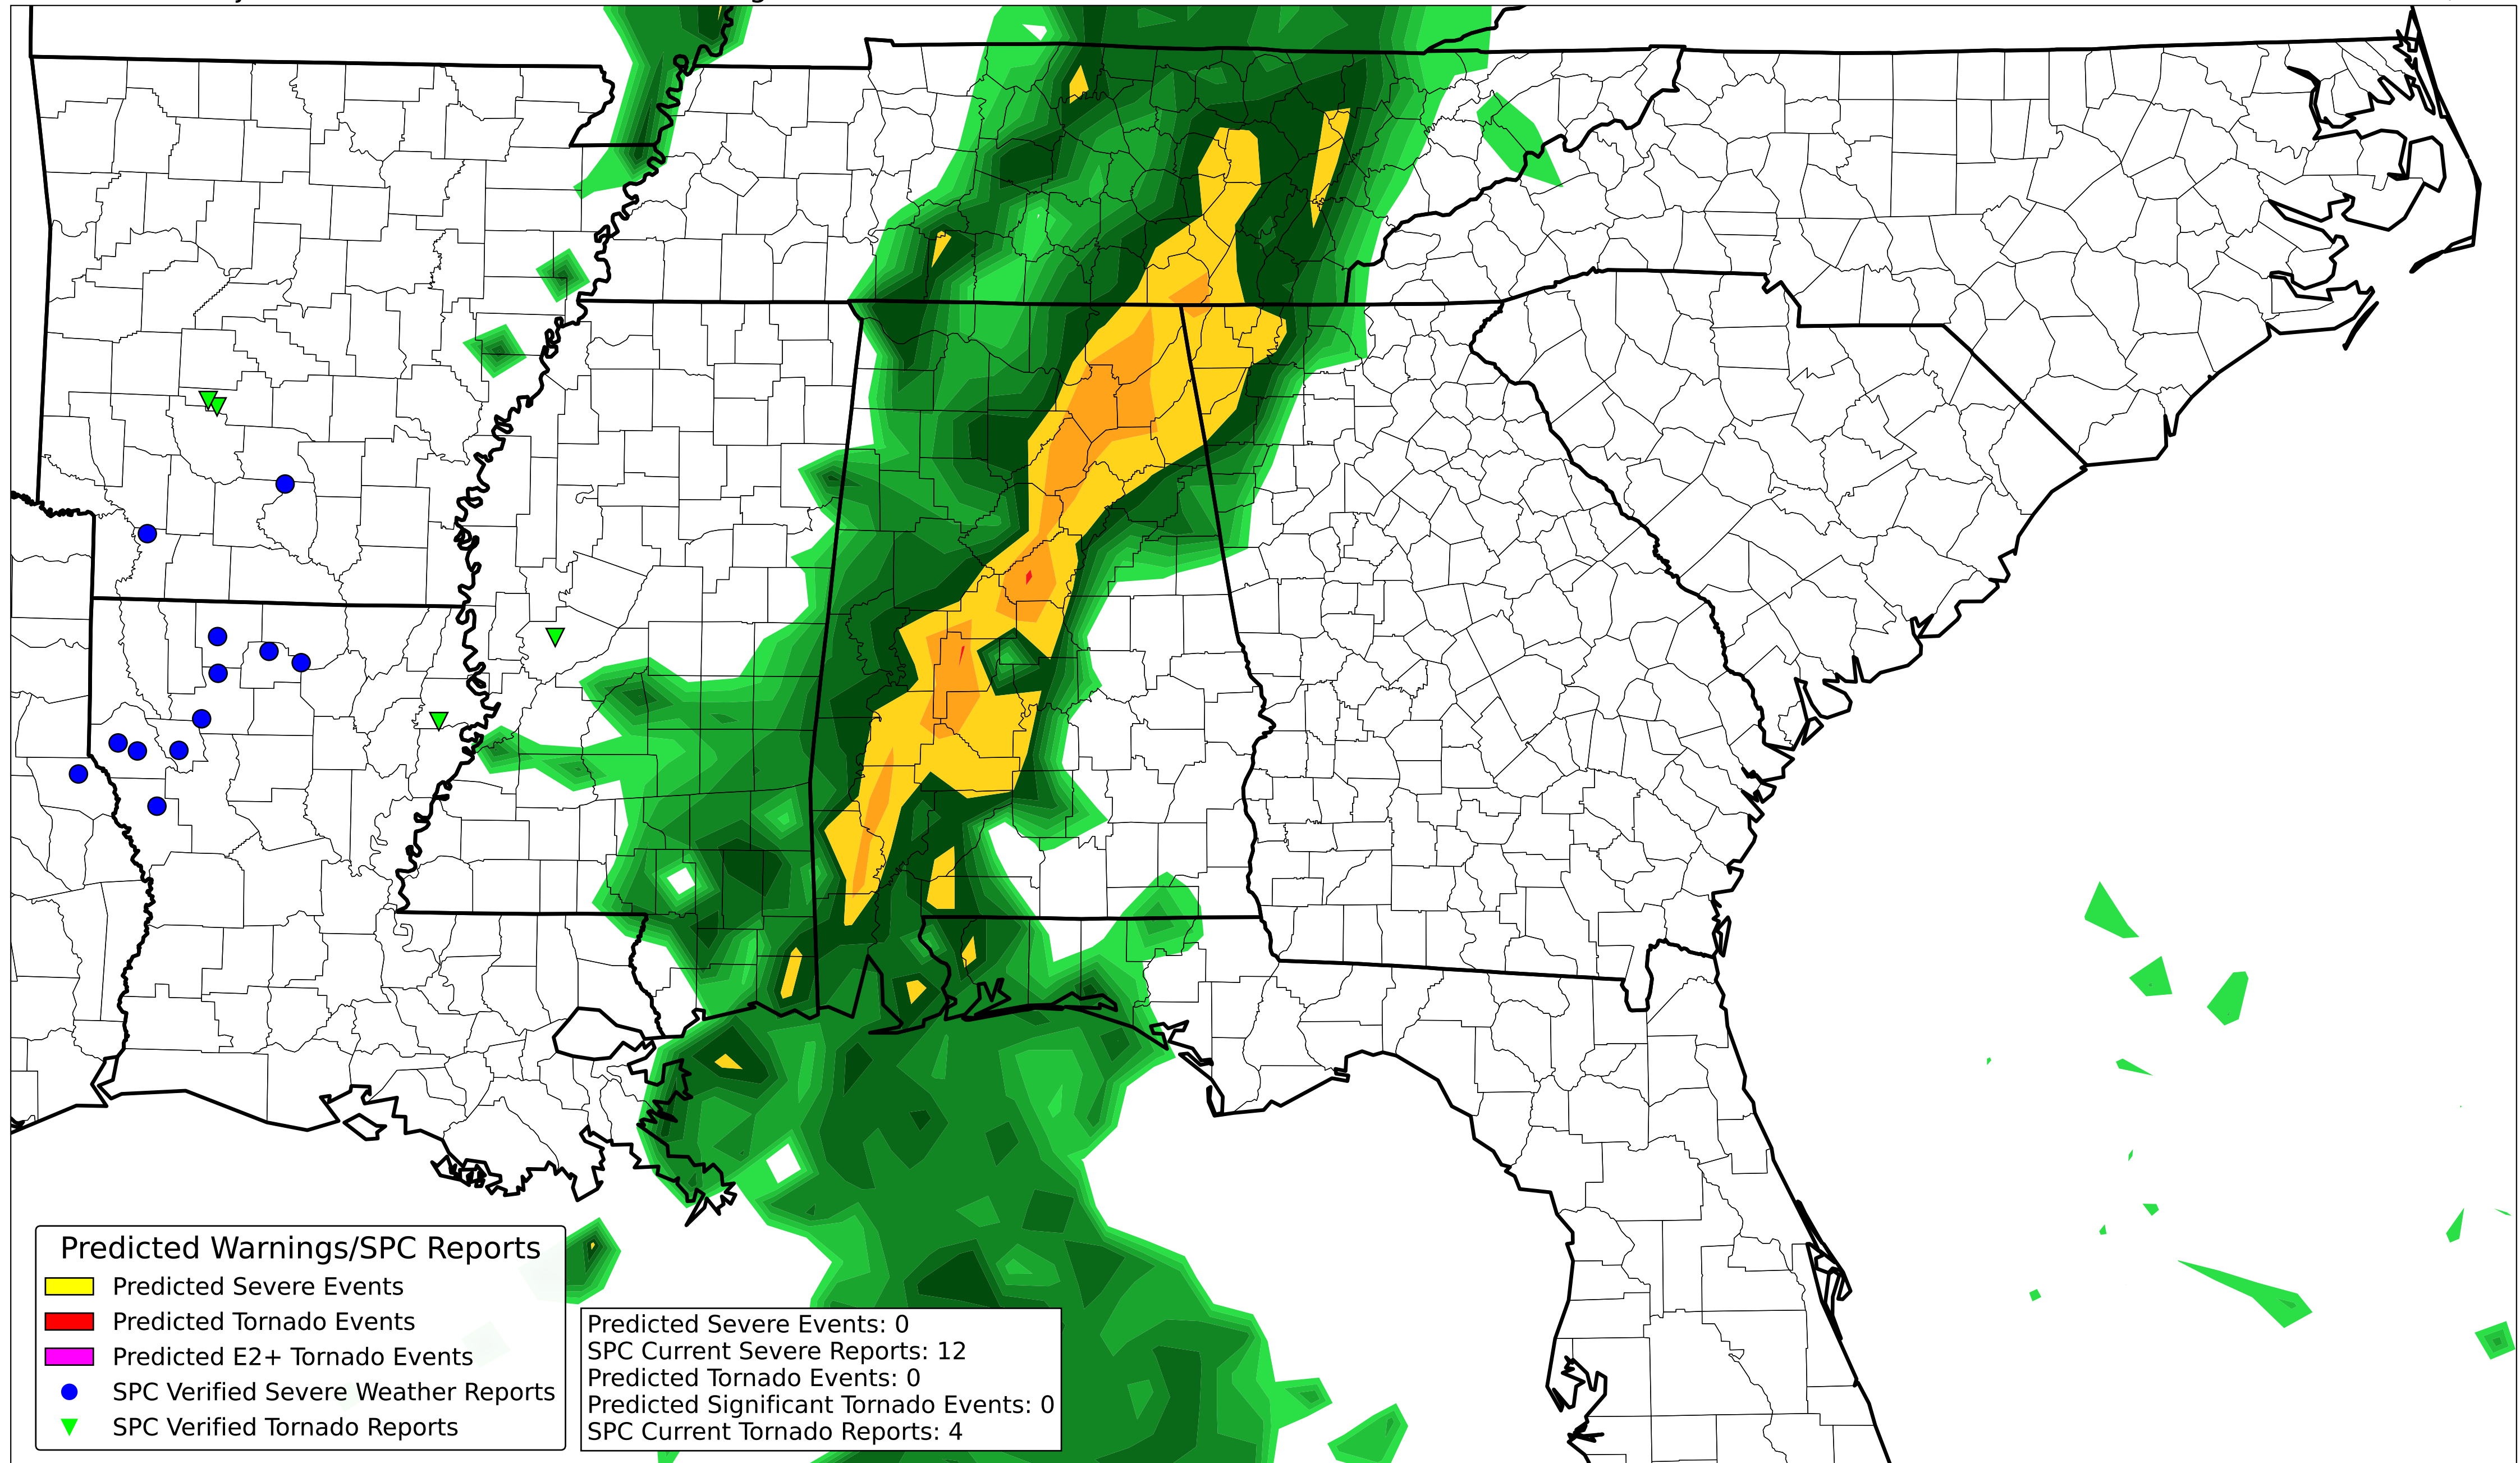 Predicted Warnings/SPC Reports
Predicted Severe Events
Predicted Tornado Events
Predicted E2+ Tornado Events
SPC Verified Severe Weather Reports
SPC Verified Tornado Reports
Predicted Severe Events: 0
SPC Current Severe Reports: 12
Predicted Tornado Events: 0
Predicted Significant Tornado Events: 0
SPC Current Tornado Reports: 4